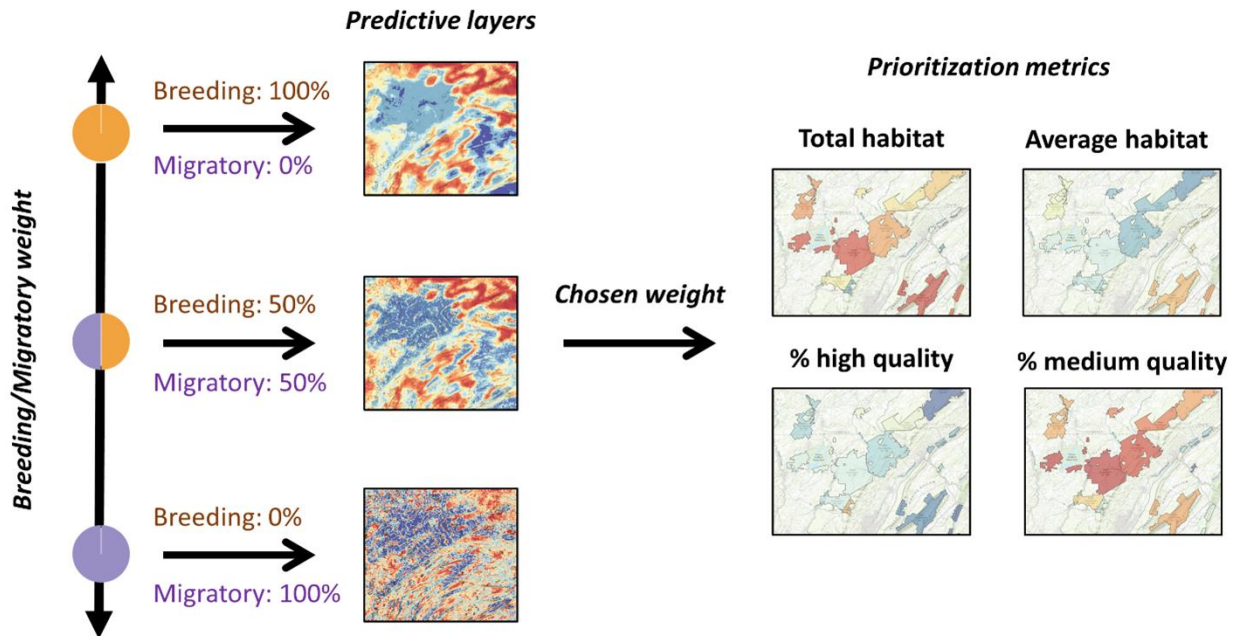 Breeding/Migratory weight
Predictive layers
Breeding: 100%
Migratory: 0%
Breeding: 50%
Migratory: 50%
Breeding: 0%
Migratory: 100%
Chosen weight
Prioritization metrics
Total habitat
Average habitat
% high quality
% medium quality